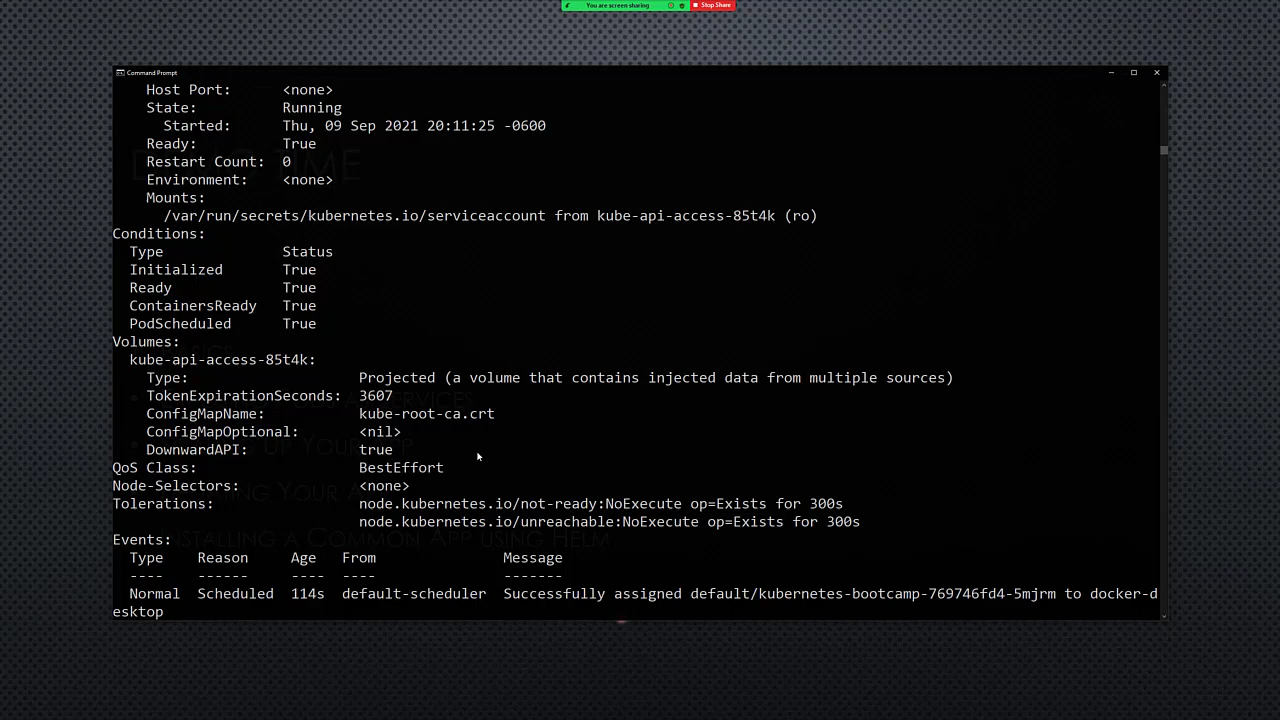 You are screen sharing
Stop Share
Command Prompt
Host Port: <none>
State: Running
Started: Thu, 09 Sep 2021 20:11:25 -0600
Ready: True
Restart Count: 0
Environment: <none>
Mounts:
/var/run/secrets/kubernetes.io/serviceaccount from kube-api-access-85t4k (ro)
Conditions:
Type Status
Initialized True
Ready True
ContainersReady True
PodScheduled True
Volumes:
kube-api-access-85t4k:
Type: Projected (a volume that contains injected data from multiple sources)
TokenExpirationSeconds: 3607
ConfigMapName: kube-root-ca.crt
ConfigMapOptional: <nil>
DownwardAPI: true
QoS Class: BestEffort
Node-Selectors: <none>
Tolerations: node.kubernetes.io/not-ready:NoExecute op=Exists for 300s
node.kubernetes.io/unreachable:NoExecute op=Exists for 300s
Events:
Type Reason Age From Message
---- ------ ---- ---- -------
Normal Scheduled 114s default-scheduler Successfully assigned default/kubernetes-bootcamp-769746fd4-5mjrm to docker-d
esktop